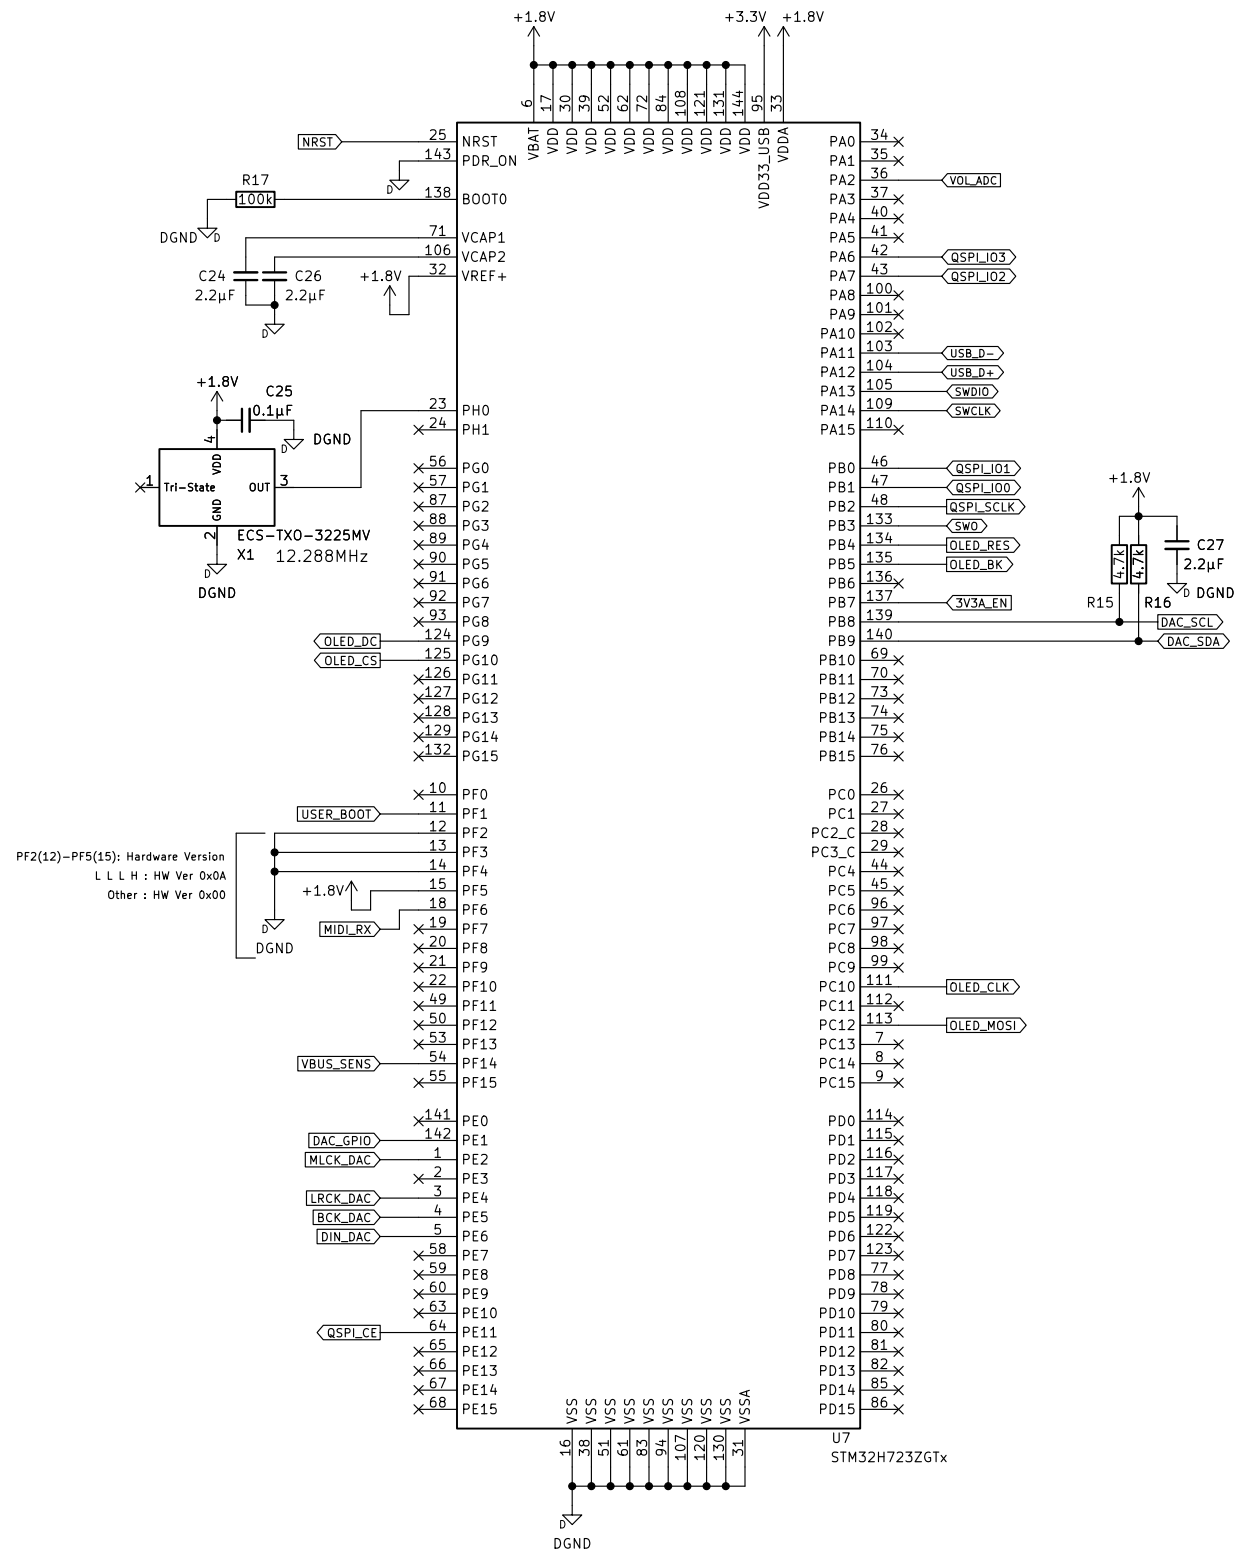 +1.8V +3.3V +1.8V
6 17 30 39 52 62 72 84 108 121 131 144 95 33
VBAT VDD VDD VDD VDD VDD VDD VDD VDD VDD VDD VDD VDD33_USB VDDA
NRST 25 NRST
143 PDR_ON
D
R17
100k 138 BOOT0
DGND D
71 VCAP1
106 VCAP2
C24 2.2µF
C26 2.2µF
D
+1.8V 32 VREF+
+1.8V
C25
0.1µF
D DGND
4 VDD
1 Tri-State OUT 3
GND 2
ECS-TXO-3225MV
X1 12.288MHz
D
DGND
23 PH0
24 PH1
56 PG0
57 PG1
87 PG2
88 PG3
89 PG4
90 PG5
91 PG6
92 PG7
93 PG8
OLED_DC 124 PG9
OLED_CS 125 PG10
126 PG11
127 PG12
128 PG13
129 PG14
132 PG15
10 PF0
USER_BOOT 11 PF1
12 PF2
13 PF3
14 PF4
+1.8V 15 PF5
18 PF6
MIDI_RX 19 PF7
20 PF8
21 PF9
22 PF10
49 PF11
50 PF12
53 PF13
VBUS_SENS 54 PF14
55 PF15
PF2(12)-PF5(15): Hardware Version
L L L H : HW Ver 0x0A
Other : HW Ver 0x00
D
DGND
141 PE0
DAC_GPIO 142 PE1
MLCK_DAC 1 PE2
2 PE3
LRCK_DAC 3 PE4
BCK_DAC 4 PE5
DIN_DAC 5 PE6
58 PE7
59 PE8
60 PE9
63 PE10
QSPI_CE 64 PE11
65 PE12
66 PE13
67 PE14
68 PE15
PA0 34
PA1 35
PA2 36 VOL_ADC
PA3 37
PA4 40
PA5 41
PA6 42 QSPI_IO3
PA7 43 QSPI_IO2
PA8 100
PA9 101
PA10 102
PA11 103 USB_D-
PA12 104 USB_D+
PA13 105 SWDIO
PA14 109 SWCLK
PA15 110
PB0 46 QSPI_IO1
PB1 47 QSPI_IO0
PB2 48 QSPI_SCLK
PB3 133 SWO
PB4 134 OLED_RES
PB5 135 OLED_BK
PB6 136
PB7 137 3V3A_EN
PB8 139 DAC_SCL
PB9 140 DAC_SDA
PB10 69
PB11 70
PB12 73
PB13 74
PB14 75
PB15 76
+1.8V
4.7k 4.7k
C27
2.2µF
R15 R16
D DGND
PC0 26
PC1 27
PC2_C 28
PC3_C 29
PC4 44
PC5 45
PC6 96
PC7 97
PC8 98
PC9 99
PC10 111 OLED_CLK
PC11 112
PC12 113 OLED_MOSI
PC13 7
PC14 8
PC15 9
PD0 114
PD1 115
PD2 116
PD3 117
PD4 118
PD5 119
PD6 122
PD7 123
PD8 77
PD9 78
PD10 79
PD11 80
PD12 81
PD13 82
PD14 85
PD15 86
VSS VSS VSS VSS VSS VSS VSS VSS VSS VSSA
16 38 51 61 83 94 107 120 130 31
U7
STM32H723ZGTx
D
DGND